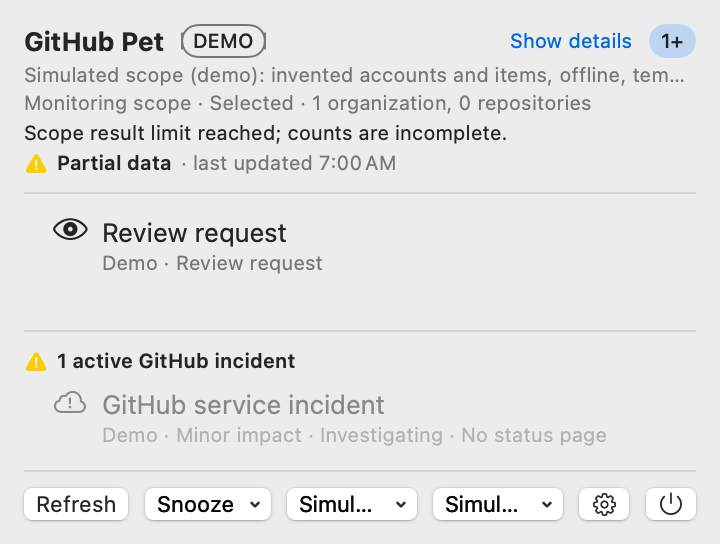 GitHub Pet DEMO Show details 1+
Simulated scope (demo): invented accounts and items, offline, tem...
Monitoring scope · Selected · 1 organization, 0 repositories
Scope result limit reached; counts are incomplete.
Partial data · last updated 7:00 AM
Review request
Demo · Review request
1 active GitHub incident
GitHub service incident
Demo · Minor impact · Investigating · No status page
Refresh Snooze Simul... Simul...